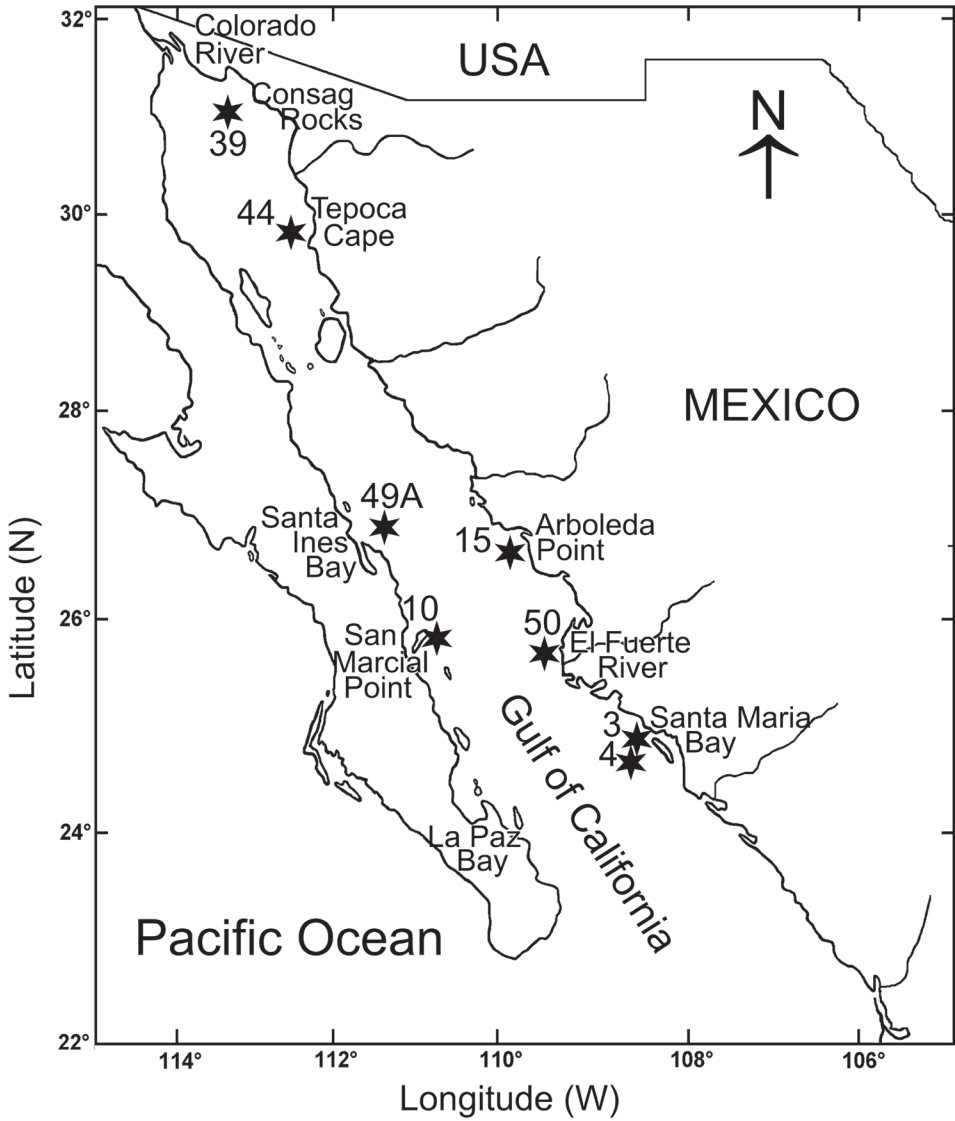 32°
Colorado
River
USA
Consag
Rocks
39
N
30°
44
Tepoca
Cape
28°
MEXICO
49A
Santa
Ines
Bay
15
Arboleda
Point
26°
10
San
Marcial
Point
50
El Fuerte
River
3
Santa Maria
Bay
4
Gulf of California
24°
La Paz
Bay
Pacific Ocean
22°
114°
112°
110°
108°
106°
Latitude (N)
Longitude (W)